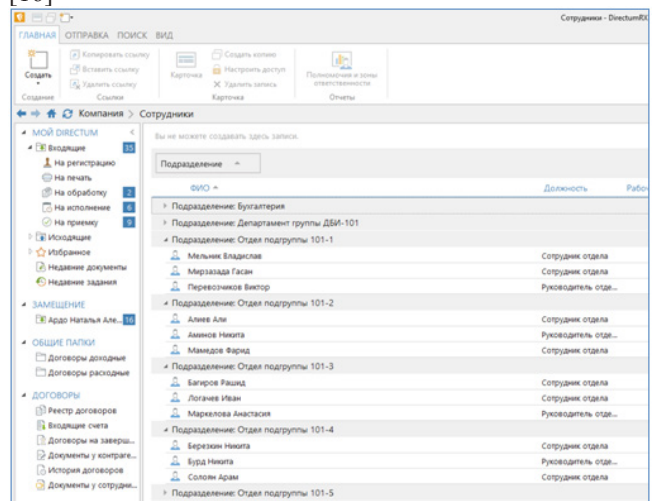 [10]
Сотрудники - DirectumRX
ГЛАВНАЯ ОТПРАВКА ПОИСК ВИД
Создать
Копировать ссылку
Вставить ссылку
Удалить ссылку
Карточка
Создать копию
Настроить доступ
Удалить запись
Полномочия и зоны ответственности
Создание Ссылки Карточка Отчеты
Компания > Сотрудники
МОЙ DIRECTUM <
Входящие 35
На регистрацию
На печать
На обработку 2
На исполнение 6
На приемку 9
Исходящие
Избранное
Недавние документы
Недавние задания
ЗАМЕЩЕНИЕ
Ардо Наталья Але... 16
ОБЩИЕ ПАПКИ
Договоры доходные
Договоры расходные
ДОГОВОРЫ
Реестр договоров
Входящие счета
Договоры на заверш...
Документы у контраге...
История договоров
Документы у сотрудни...
Вы не можете создавать здесь записи.
Подразделение
ФИО Должность Рабо
Подразделение: Бухгалтерия
Подразделение: Департамент группы ДБИ-101
Подразделение: Отдел подгруппы 101-1
Мельник Владислав Сотрудник отдела
Мирзазада Гасан Сотрудник отдела
Перевозчиков Виктор Руководитель отде...
Подразделение: Отдел подгруппы 101-2
Алиев Али Сотрудник отдела
Аминов Никита Руководитель отде...
Мамедов Фарид Сотрудник отдела
Подразделение: Отдел подгруппы 101-3
Багиров Рашид Сотрудник отдела
Логачев Иван Сотрудник отдела
Маркелова Анастасия Руководитель отде...
Подразделение: Отдел подгруппы 101-4
Березкин Никита Сотрудник отдела
Бурд Никита Руководитель отде...
Солоян Арам Сотрудник отдела
Подразделение: Отдел подгруппы 101-5